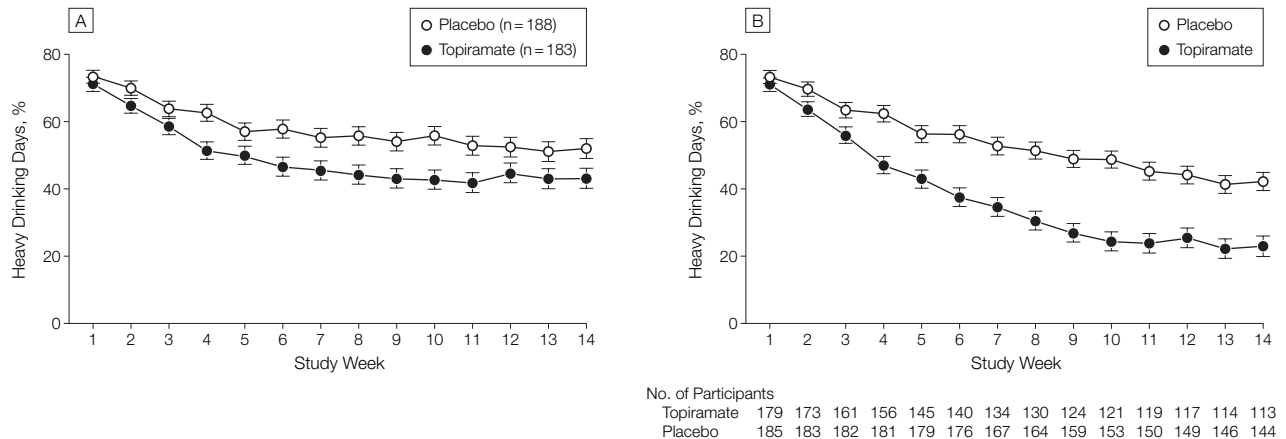 A
Placebo (n = 188)
Topiramate (n = 183)
Heavy Drinking Days, %
80
60
40
20
0
1 2 3 4 5 6 7 8 9 10 11 12 13 14
Study Week
B
Placebo
Topiramate
Heavy Drinking Days, %
80
60
40
20
0
1 2 3 4 5 6 7 8 9 10 11 12 13 14
Study Week
No. of Participants
Topiramate 179 173 161 156 145 140 134 130 124 121 119 117 114 113
Placebo 185 183 182 181 179 176 167 164 159 153 150 149 146 144